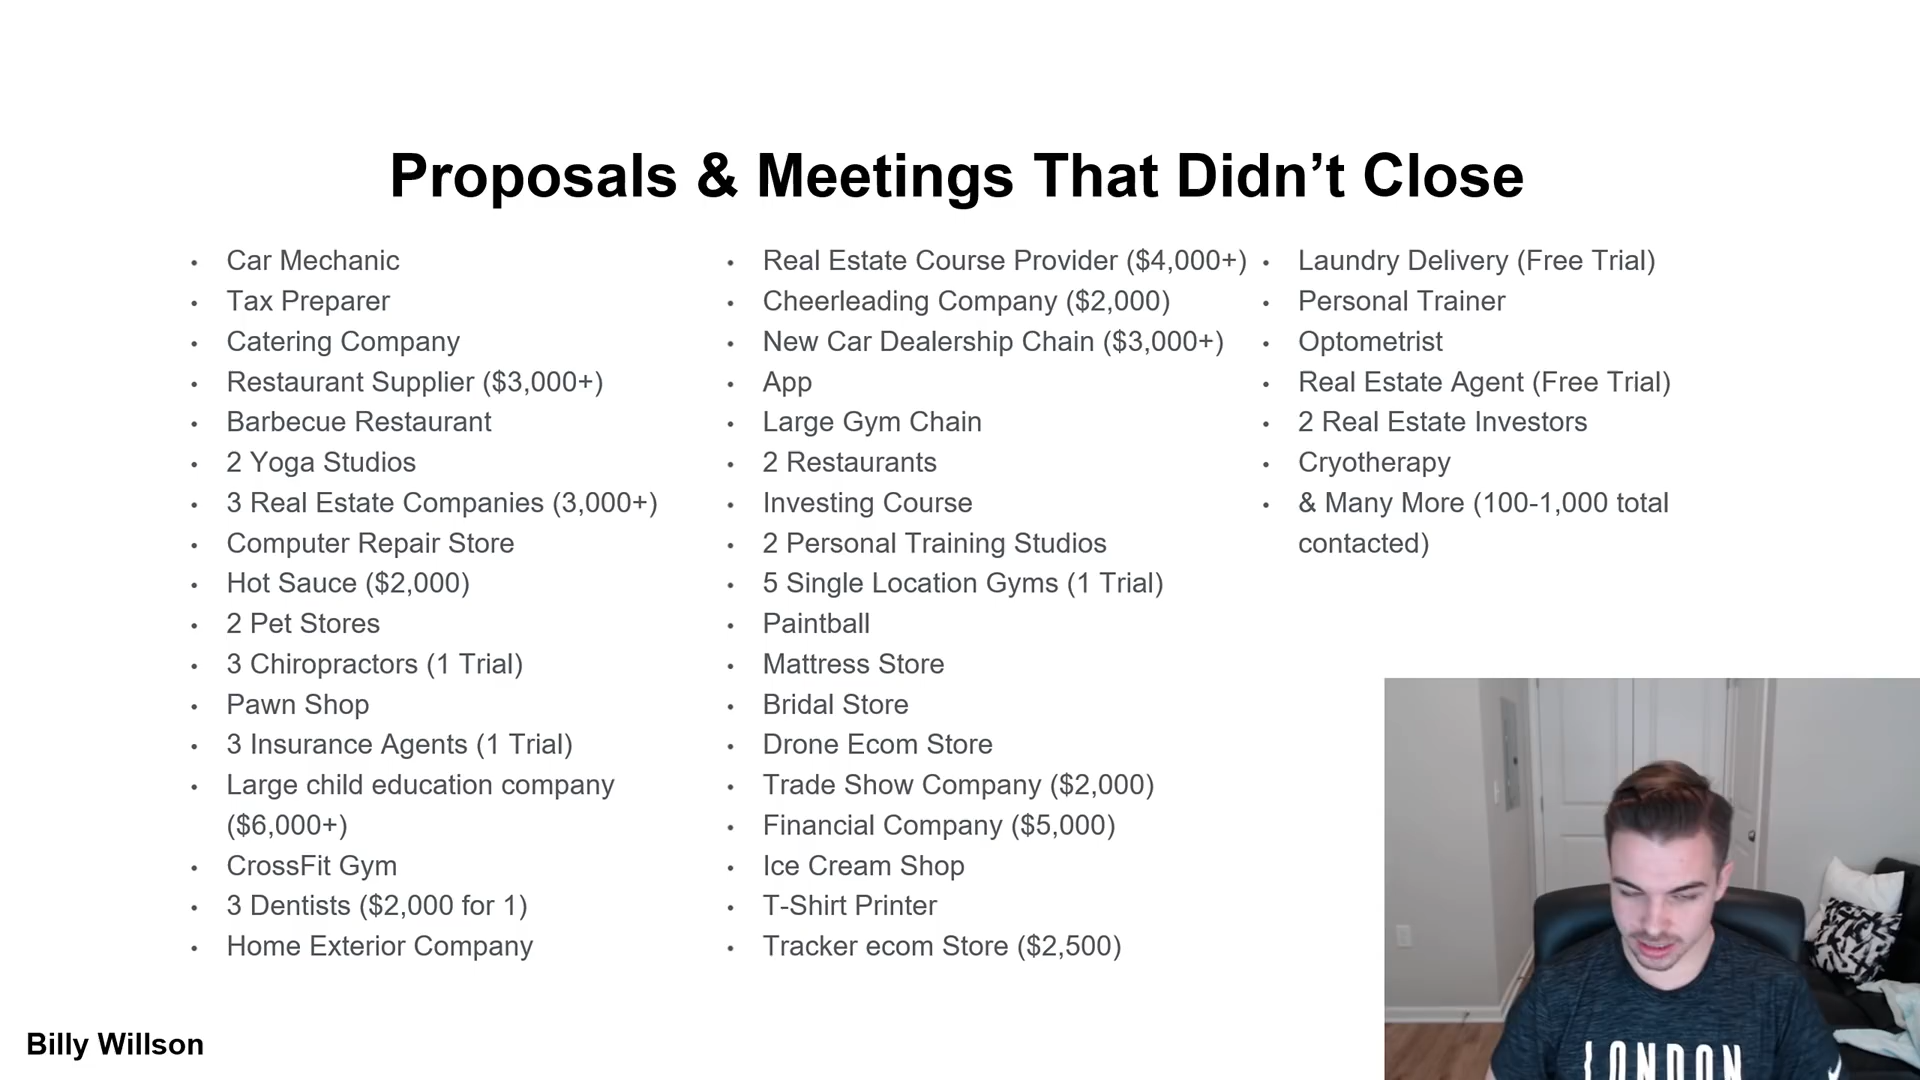 Proposals & Meetings That Didn’t Close
• Car Mechanic
• Tax Preparer
• Catering Company
• Restaurant Supplier ($3,000+)
• Barbecue Restaurant
• 2 Yoga Studios
• 3 Real Estate Companies (3,000+)
• Computer Repair Store
• Hot Sauce ($2,000)
• 2 Pet Stores
• 3 Chiropractors (1 Trial)
• Pawn Shop
• 3 Insurance Agents (1 Trial)
• Large child education company
($6,000+)
• CrossFit Gym
• 3 Dentists ($2,000 for 1)
• Home Exterior Company
• Real Estate Course Provider ($4,000+)
• Cheerleading Company ($2,000)
• New Car Dealership Chain ($3,000+)
• App
• Large Gym Chain
• 2 Restaurants
• Investing Course
• 2 Personal Training Studios
• 5 Single Location Gyms (1 Trial)
• Paintball
• Mattress Store
• Bridal Store
• Drone Ecom Store
• Trade Show Company ($2,000)
• Financial Company ($5,000)
• Ice Cream Shop
• T-Shirt Printer
• Tracker ecom Store ($2,500)
• Laundry Delivery (Free Trial)
• Personal Trainer
• Optometrist
• Real Estate Agent (Free Trial)
• 2 Real Estate Investors
• Cryotherapy
• & Many More (100-1,000 total
contacted)
LONDON
Billy Willson